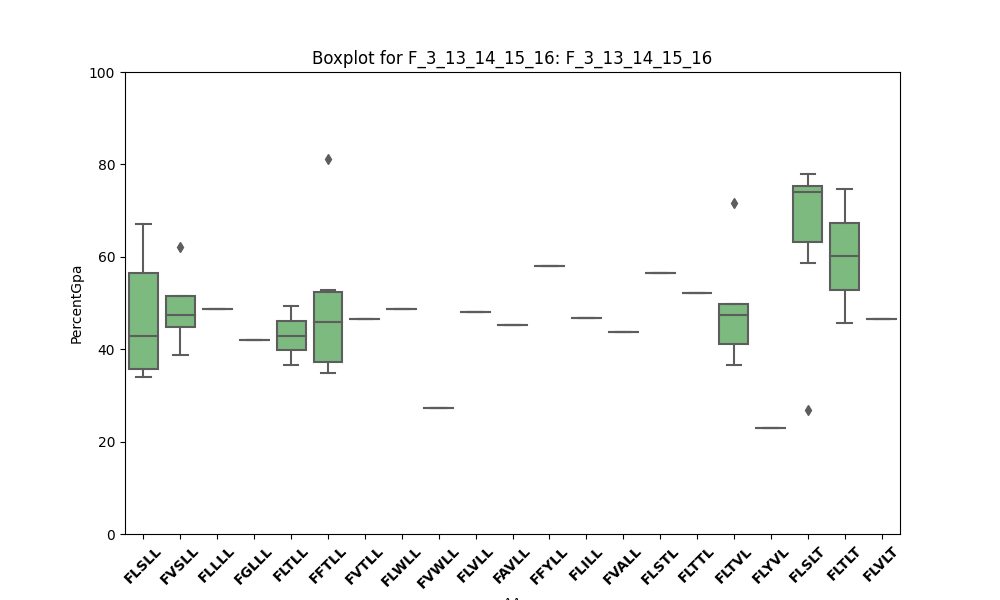 Boxplot for F_3_13_14_15_16: F_3_13_14_15_16
100
80
60
40
20
0
PercentGpa
FLSLL FVSLL FLLLL FGLLL FLTLL FFTLL FVTLL FLWLL FVWLL FLVLL FAVLL FFYLL FLILL FVALL FLSTL FLTTL FLTVL FLYVL FLSLT FLTLT FLVLT